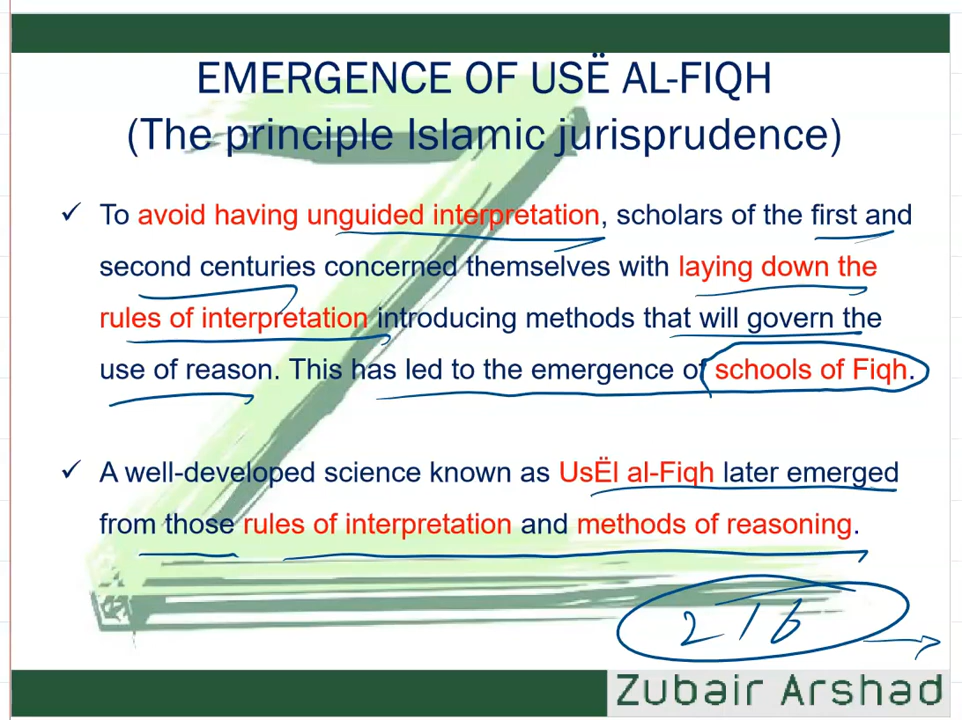 EMERGENCE OF USË AL-FIQH
(The principle Islamic jurisprudence)
✓ To avoid having unguided interpretation, scholars of the first and
second centuries concerned themselves with laying down the
rules of interpretation introducing methods that will govern the
use of reason. This has led to the emergence of schools of Fiqh.
✓ A well-developed science known as UsËl al-Fiqh later emerged
from those rules of interpretation and methods of reasoning.
Zubair Arshad